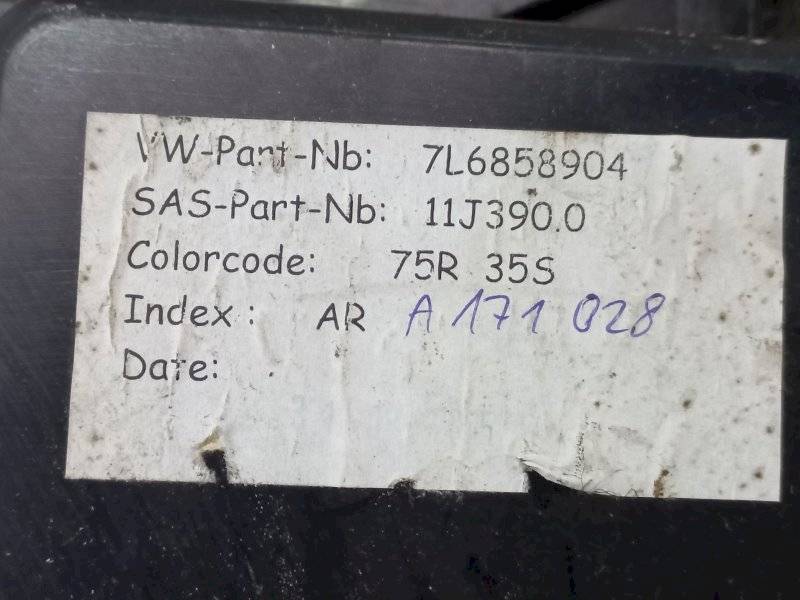 VW-Part-Nb: 7L6858904
SAS-Part-Nb: 11J390.0
Colorcode: 75R 35S
Index: AR A 171 028
Date: